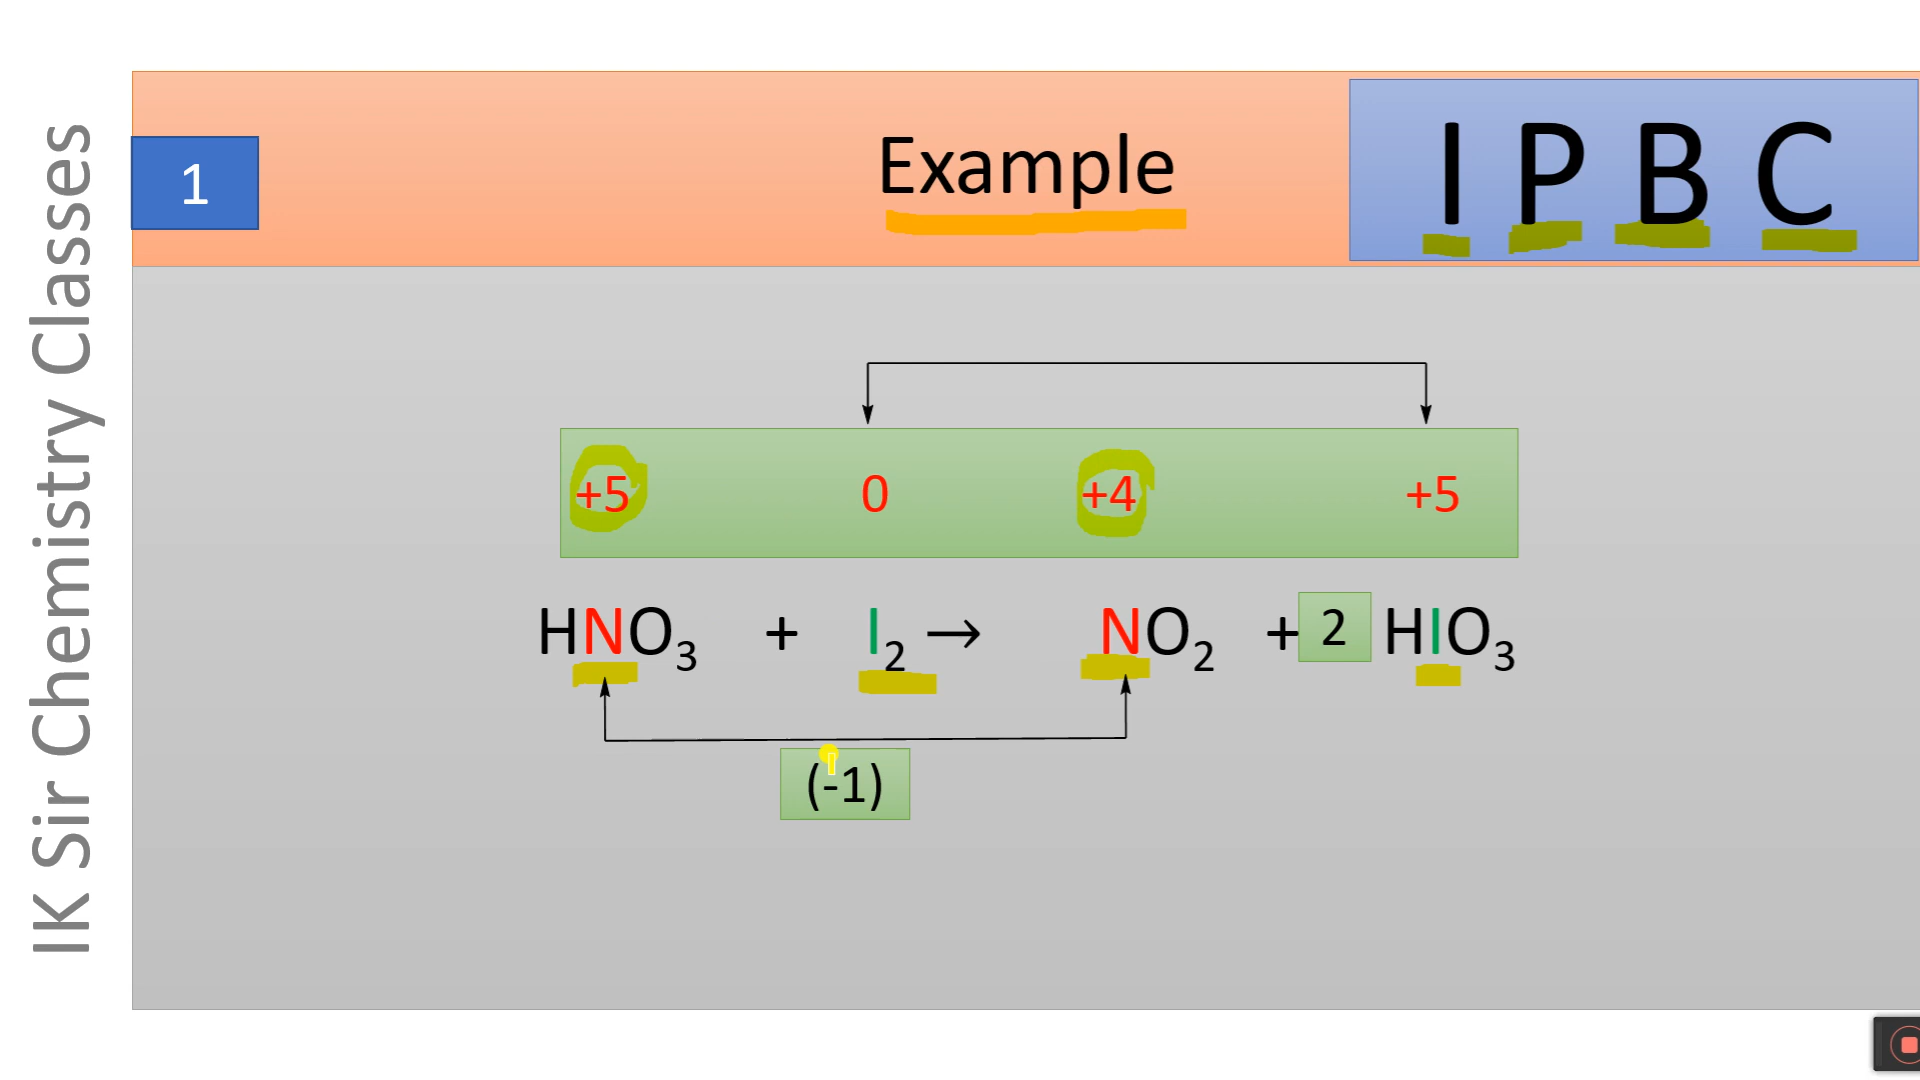 IK Sir Chemistry Classes
1
Example
I P B C
+5 0 +4 +5
HNO₃ + I₂ → NO₂ + 2 HIO₃
(-1)